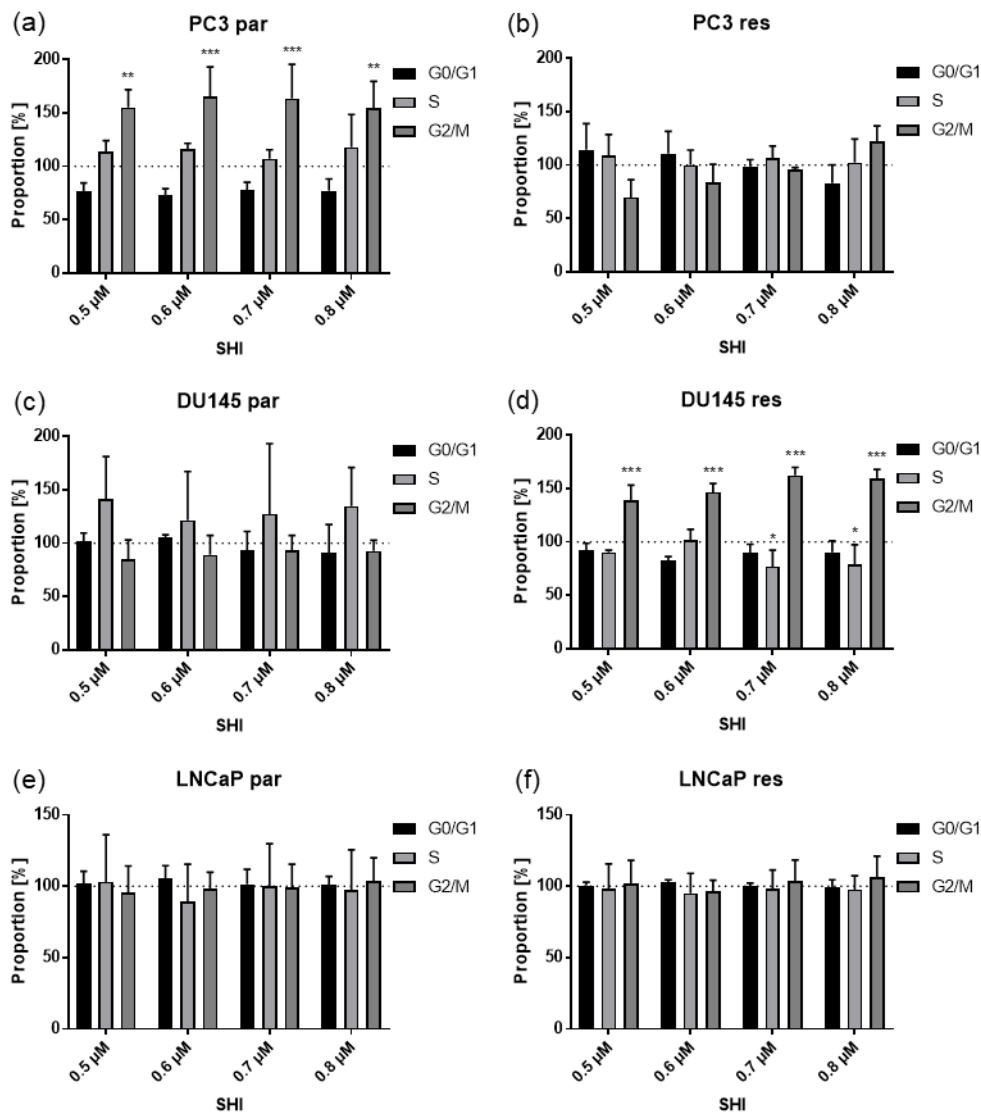 (a)
PC3 par
Proportion [%]
200
150
100
50
0
** *** *** **
G0/G1
S
G2/M
0.5 µM 0.6 µM 0.7 µM 0.8 µM
SHI
(b)
PC3 res
Proportion [%]
200
150
100
50
0
G0/G1
S
G2/M
0.5 µM 0.6 µM 0.7 µM 0.8 µM
SHI
(c)
DU145 par
Proportion [%]
200
150
100
50
0
G0/G1
S
G2/M
0.5 µM 0.6 µM 0.7 µM 0.8 µM
SHI
(d)
DU145 res
Proportion [%]
200
150
100
50
0
*** *** *** ***
* *
G0/G1
S
G2/M
0.5 µM 0.6 µM 0.7 µM 0.8 µM
SHI
(e)
LNCaP par
Proportion [%]
150
100
50
0
G0/G1
S
G2/M
0.5 µM 0.6 µM 0.7 µM 0.8 µM
SHI
(f)
LNCaP res
Proportion [%]
150
100
50
0
G0/G1
S
G2/M
0.5 µM 0.6 µM 0.7 µM 0.8 µM
SHI